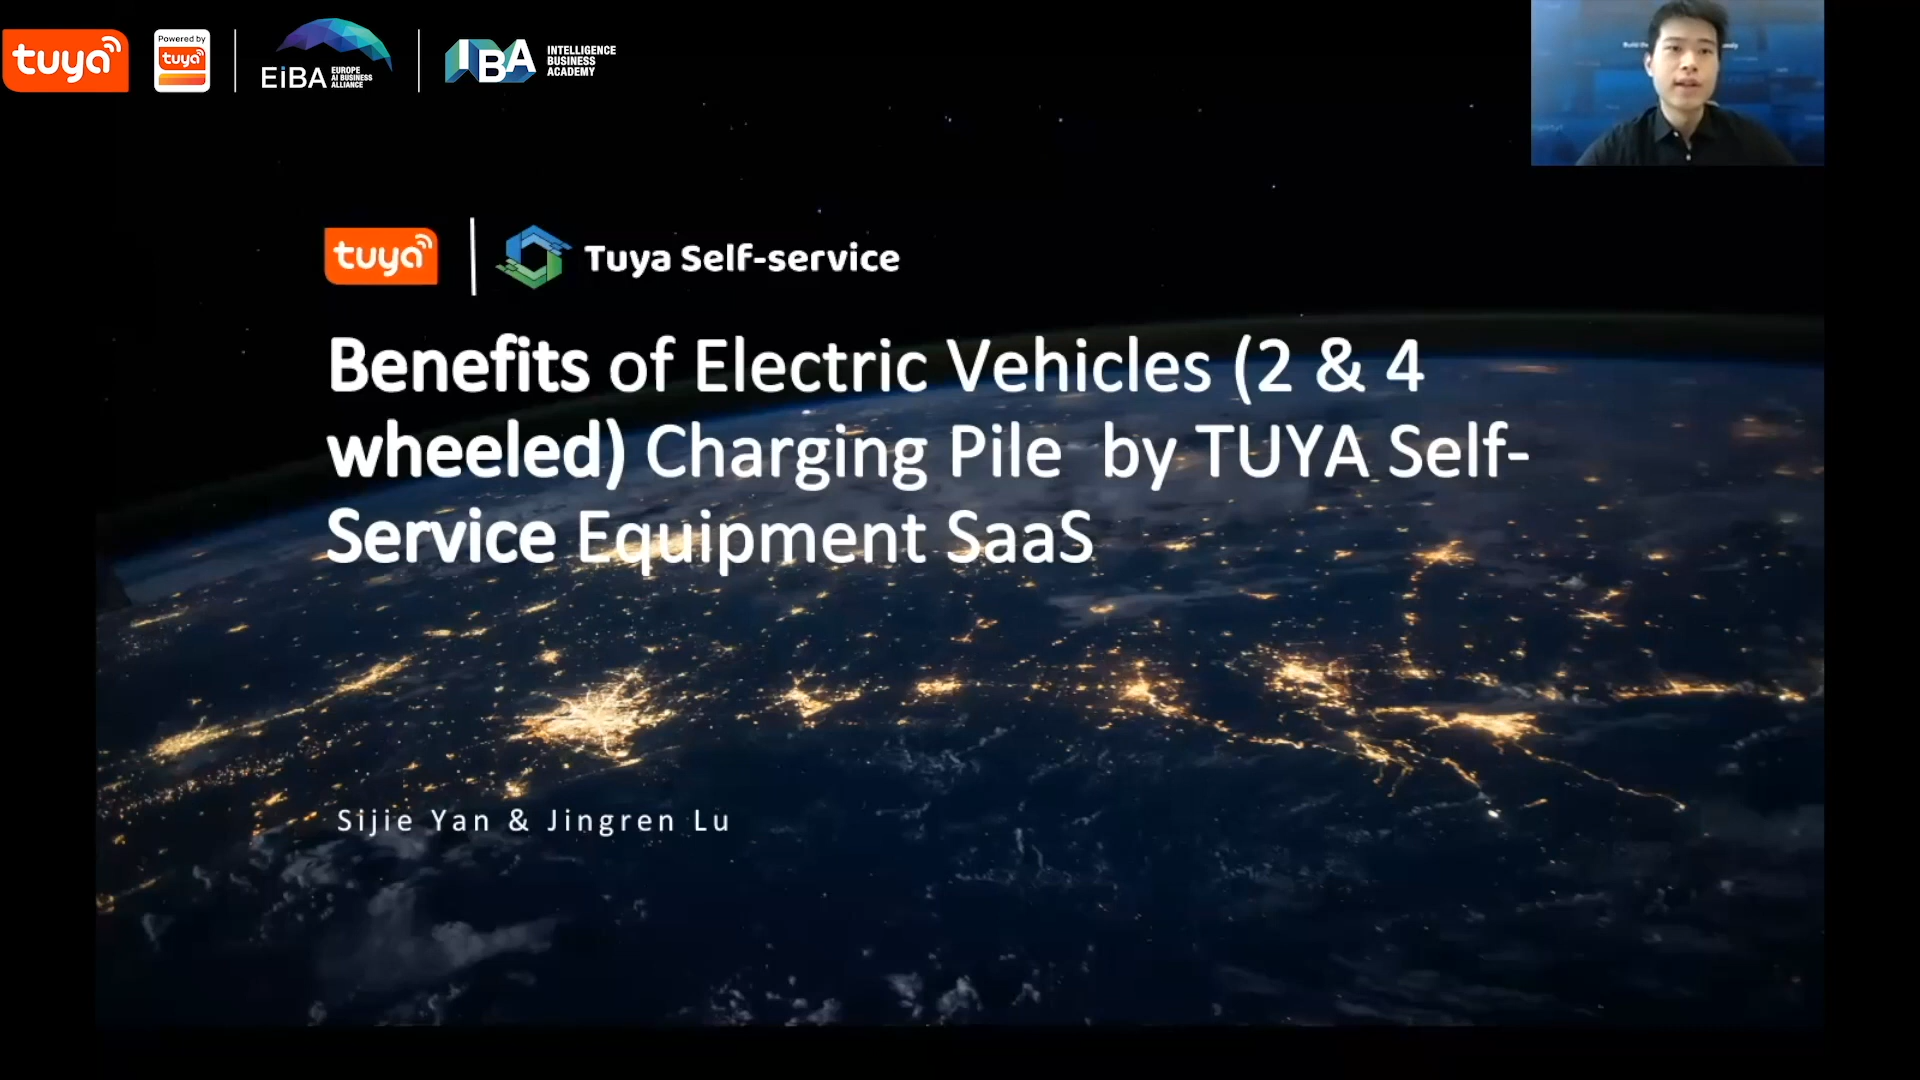 tuya
Powered by
tuya
EiBA EUROPE
AI BUSINESS
ALLIANCE
IBA INTELLIGENCE
BUSINESS
ACADEMY
tuya Tuya Self-service
Benefits of Electric Vehicles (2 & 4
wheeled) Charging Pile by TUYA Self-
Service Equipment SaaS
Sijie Yan & Jingren Lu